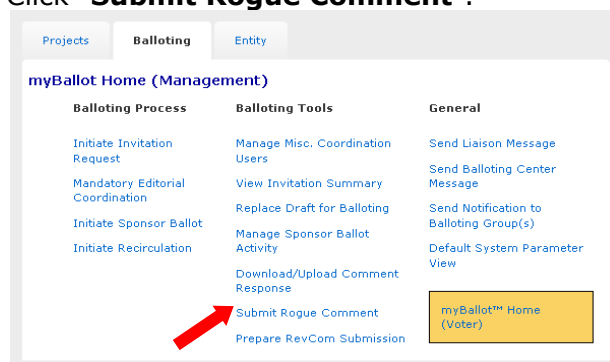 Click "Submit Rogue Comment".
Projects Balloting Entity
myBallot Home (Management)
Balloting Process
Initiate Invitation
Request
Mandatory Editorial
Coordination
Initiate Sponsor Ballot
Initiate Recirculation
Balloting Tools
Manage Misc. Coordination
Users
View Invitation Summary
Replace Draft for Balloting
Manage Sponsor Ballot
Activity
Download/Upload Comment
Response
Submit Rogue Comment
Prepare RevCom Submission
General
Send Liaison Message
Send Balloting Center
Message
Send Notification to
Balloting Group(s)
Default System Parameter
View
myBallot™ Home
(Voter)